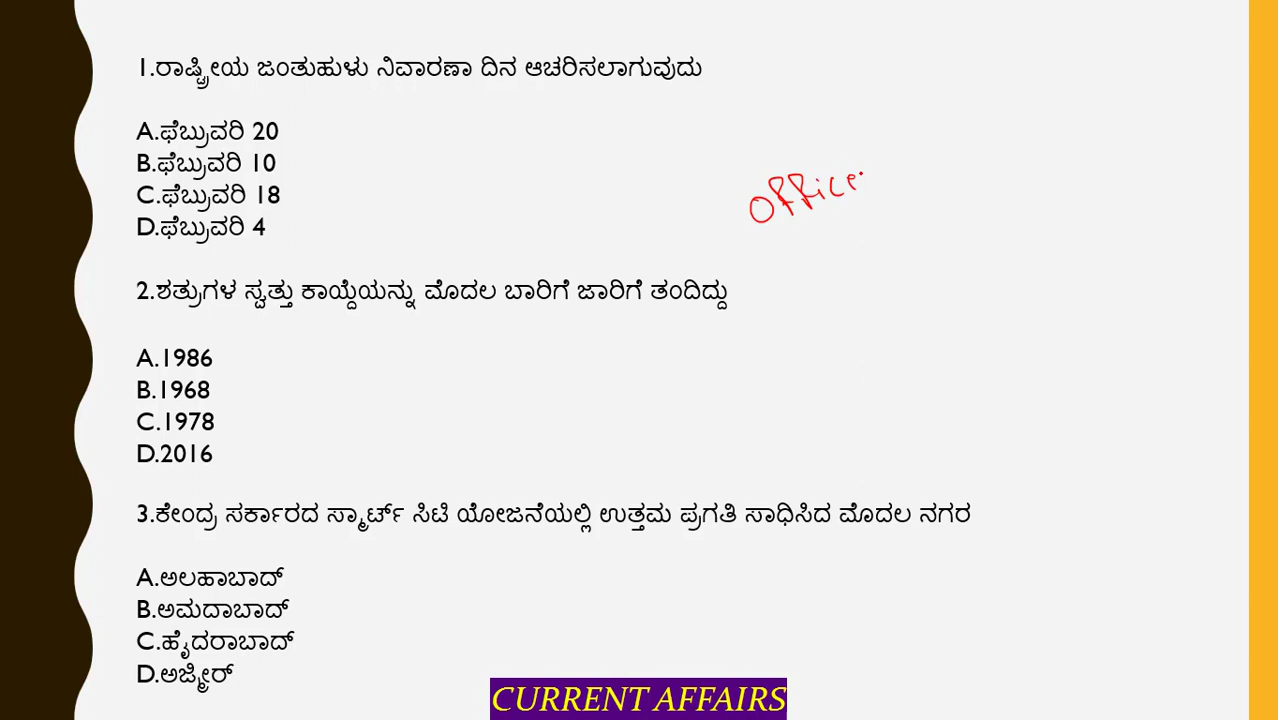 1.ರಾಷ್ಟ್ರೀಯ ಜಂತುಹುಳು ನಿವಾರಣಾ ದಿನ ಆಚರಿಸಲಾಗುವುದು
A.ಫೆಬ್ರುವರಿ 20
B.ಫೆಬ್ರುವರಿ 10
C.ಫೆಬ್ರುವರಿ 18
D.ಫೆಬ್ರುವರಿ 4
office
2.ಶತ್ರುಗಳ ಸ್ವತ್ತು ಕಾಯ್ದೆಯನ್ನು ಮೊದಲ ಬಾರಿಗೆ ಜಾರಿಗೆ ತಂದಿದ್ದು
A.1986
B.1968
C.1978
D.2016
3.ಕೇಂದ್ರ ಸರ್ಕಾರದ ಸ್ಮಾರ್ಟ್ ಸಿಟಿ ಯೋಜನೆಯಲ್ಲಿ ಉತ್ತಮ ಪ್ರಗತಿ ಸಾಧಿಸಿದ ಮೊದಲ ನಗರ
A.ಅಲಹಾಬಾದ್
B.ಅಮದಾಬಾದ್
C.ಹೈದರಾಬಾದ್
D.ಅಜ್ಮೀರ್
CURRENT AFFAIRS